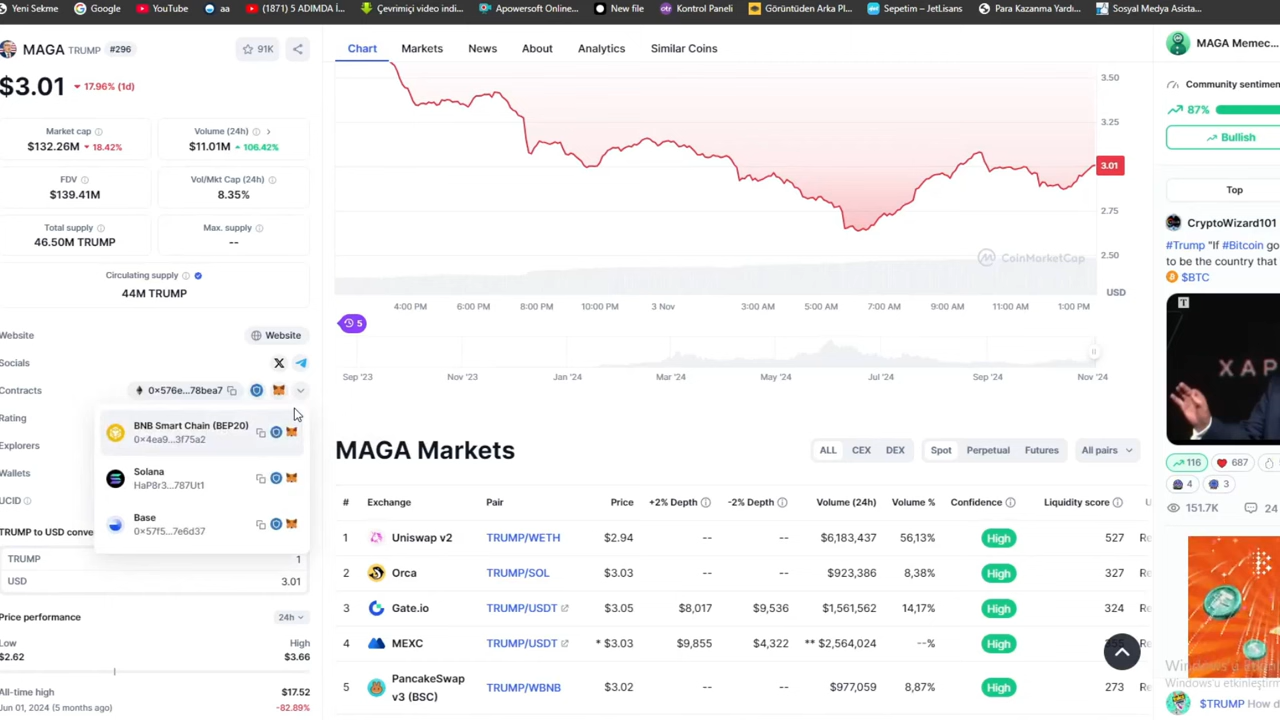 Yeni Sekme
Google
YouTube
aa
(1871) 5 ADIMDA İ...
Çevrimiçi video indi...
Apowersoft Online...
New file
Kontrol Paneli
Görüntüden Arka Pl...
Sepetim – JetLisans
Para Kazanma Yard...
Sosyal Medya Asista...
MAGA TRUMP #296
91K
$3.01 17.96% (1d)
Market cap
$132.26M 18.42%
Volume (24h)
$11.01M 106.42%
FDV
$139.41M
Vol/Mkt Cap (24h)
8.35%
Total supply
46.50M TRUMP
Max. supply
--
Circulating supply
44M TRUMP
Website
Website
Socials
Contracts
0x576e...78bea7
Rating
Explorers
Wallets
UCID
BNB Smart Chain (BEP20)
0x4ea9...3f75a2
Solana
HaP8r3...787Ut1
Base
0x57f5...7e6d37
TRUMP to USD conve
TRUMP 1
USD 3.01
Price performance
24h
Low High
$2.62 $3.66
All-time high $17.52
Jun 01, 2024 (5 months ago) -82.89%
Chart Markets News About Analytics Similar Coins
3.50
3.25
3.01
2.75
2.50
CoinMarketCap
USD
4:00 PM 6:00 PM 8:00 PM 10:00 PM 3 Nov 3:00 AM 5:00 AM 7:00 AM 9:00 AM 11:00 AM 1:00 PM
5
Sep '23 Nov '23 Jan '24 Mar '24 May '24 Jul '24 Sep '24 Nov '24
MAGA Markets
ALL CEX DEX Spot Perpetual Futures All pairs
# Exchange Pair Price +2% Depth -2% Depth Volume (24h) Volume % Confidence Liquidity score
1 Uniswap v2 TRUMP/WETH $2.94 -- -- $6,183,437 56,13% High 527 Re
2 Orca TRUMP/SOL $3.03 -- -- $923,386 8,38% High 327 Re
3 Gate.io TRUMP/USDT $3.05 $8,017 $9,536 $1,561,562 14,17% High 324 Re
4 MEXC TRUMP/USDT * $3.03 $9,855 $4,322 ** $2,564,024 --% High Re
5 PancakeSwap v3 (BSC) TRUMP/WBNB $3.02 -- -- $977,059 8,87% High 273 Re
MAGA Memec...
Community sentimen
87%
Bullish
Top
CryptoWizard101
#Trump "If #Bitcoin go
to be the country that
$BTC
T
XAP
116 687
4 3
151.7K 24
$TRUMP How d